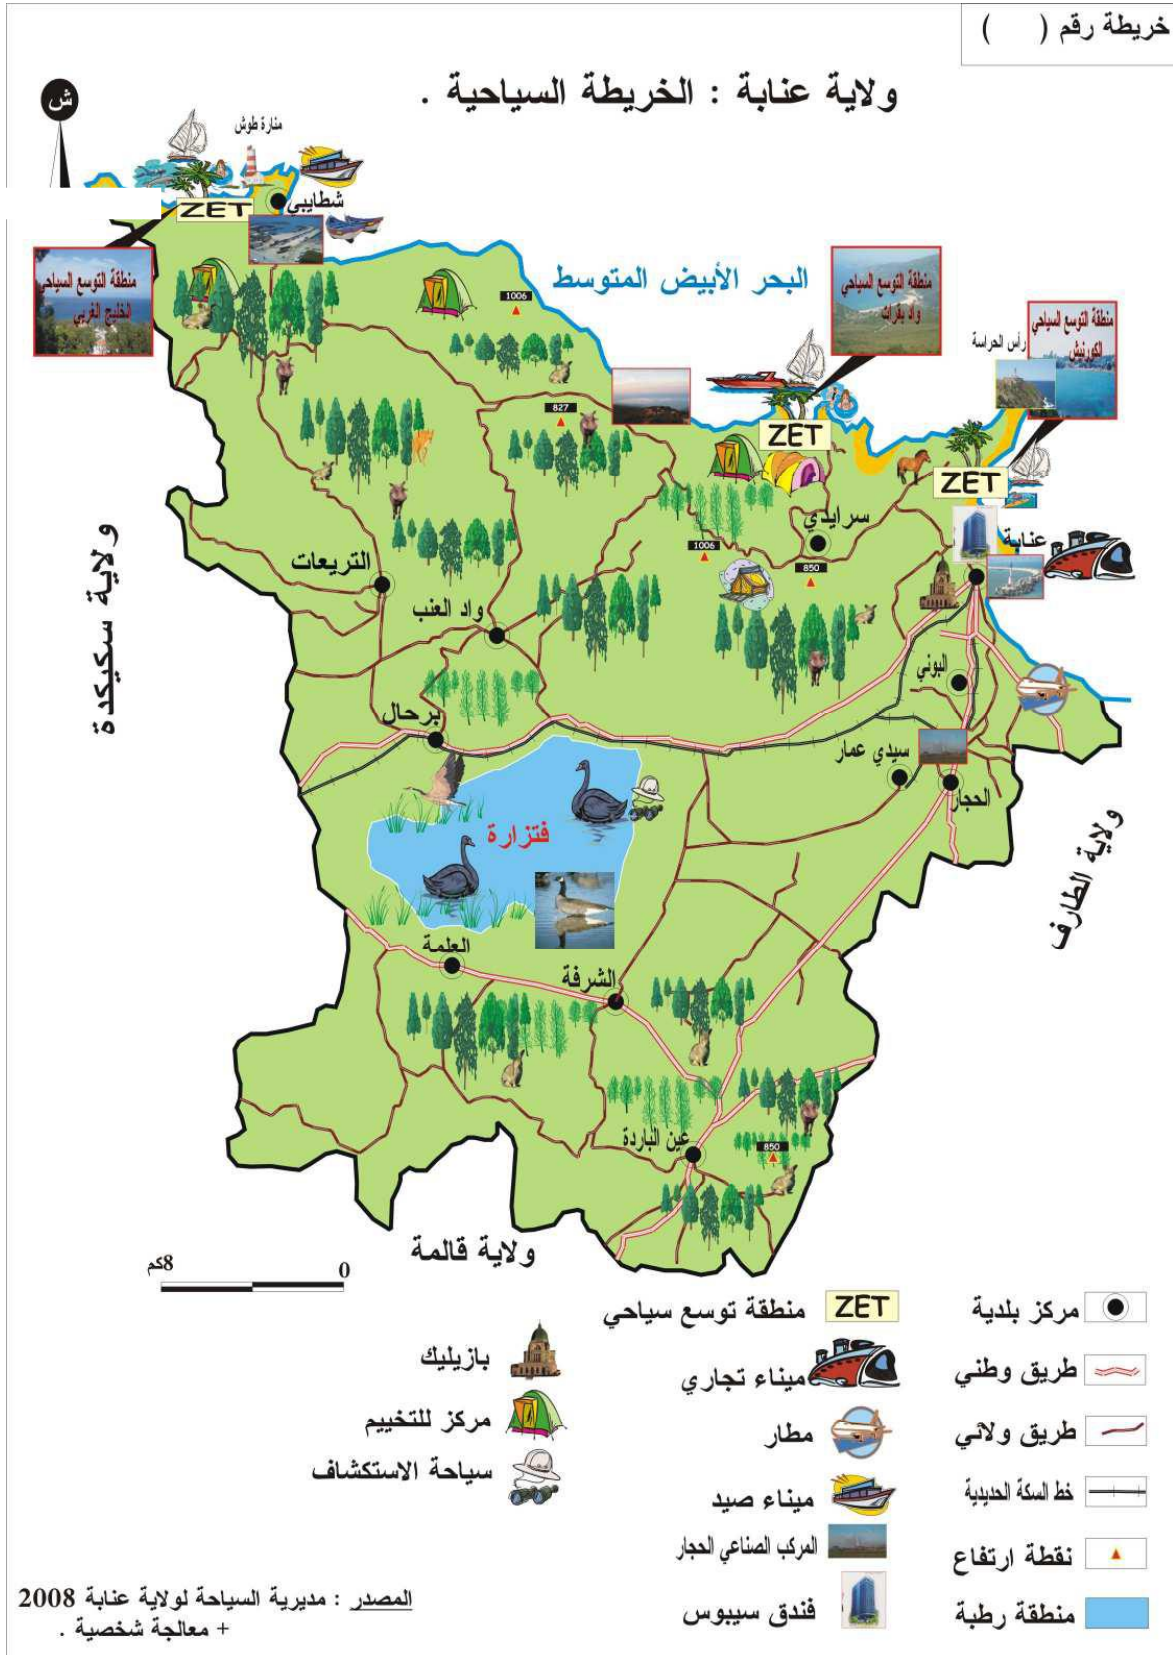 خريطة رقم ( )
ولاية عنابة : الخريطة السياحية .
ش
منارة طوش
شطايبي
ZET
منطقة التوسع السياحي
الخليج الغربي
البحر الأبيض المتوسط
منطقة التوسع السياحي
واد بقرات
منطقة التوسع السياحي
الكورنيش
رأس الحراسة
1006
827
ZET
ZET
سرايدي
1006
850
عنابة
ولاية سكيكدة
التريعات
واد العنب
البوني
برحال
سيدي عمار
الحجار
فتزارة
ولاية الطارف
العلمة
الشرفة
عين الباردة
850
ولاية قالمة
8كم
0
مركز بلدية
طريق وطني
طريق ولائي
خط السكة الحديدية
نقطة ارتفاع
منطقة رطبة
ZET
منطقة توسع سياحي
ميناء تجاري
مطار
ميناء صيد
المركب الصناعي الحجار
فندق سيبوس
بازيليك
مركز للتخييم
سياحة الاستكشاف
المصدر : مديرية السياحة لولاية عنابة 2008
+ معالجة شخصية .